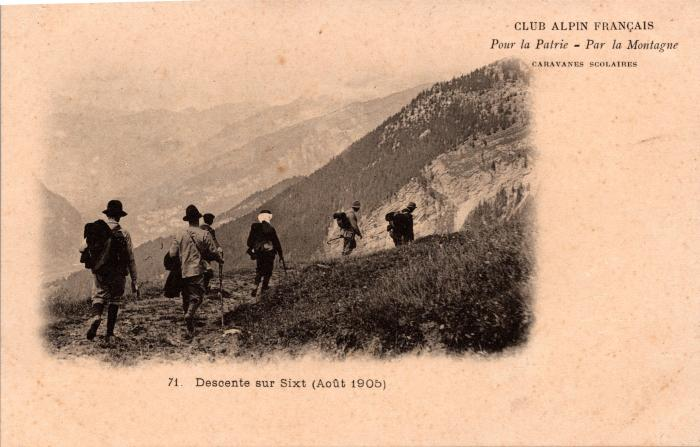 CLUB ALPIN FRANÇAIS
Pour la Patrie - Par la Montagne
CARAVANES SCOLAIRES
71. Descente sur Sixt (Août 1905)